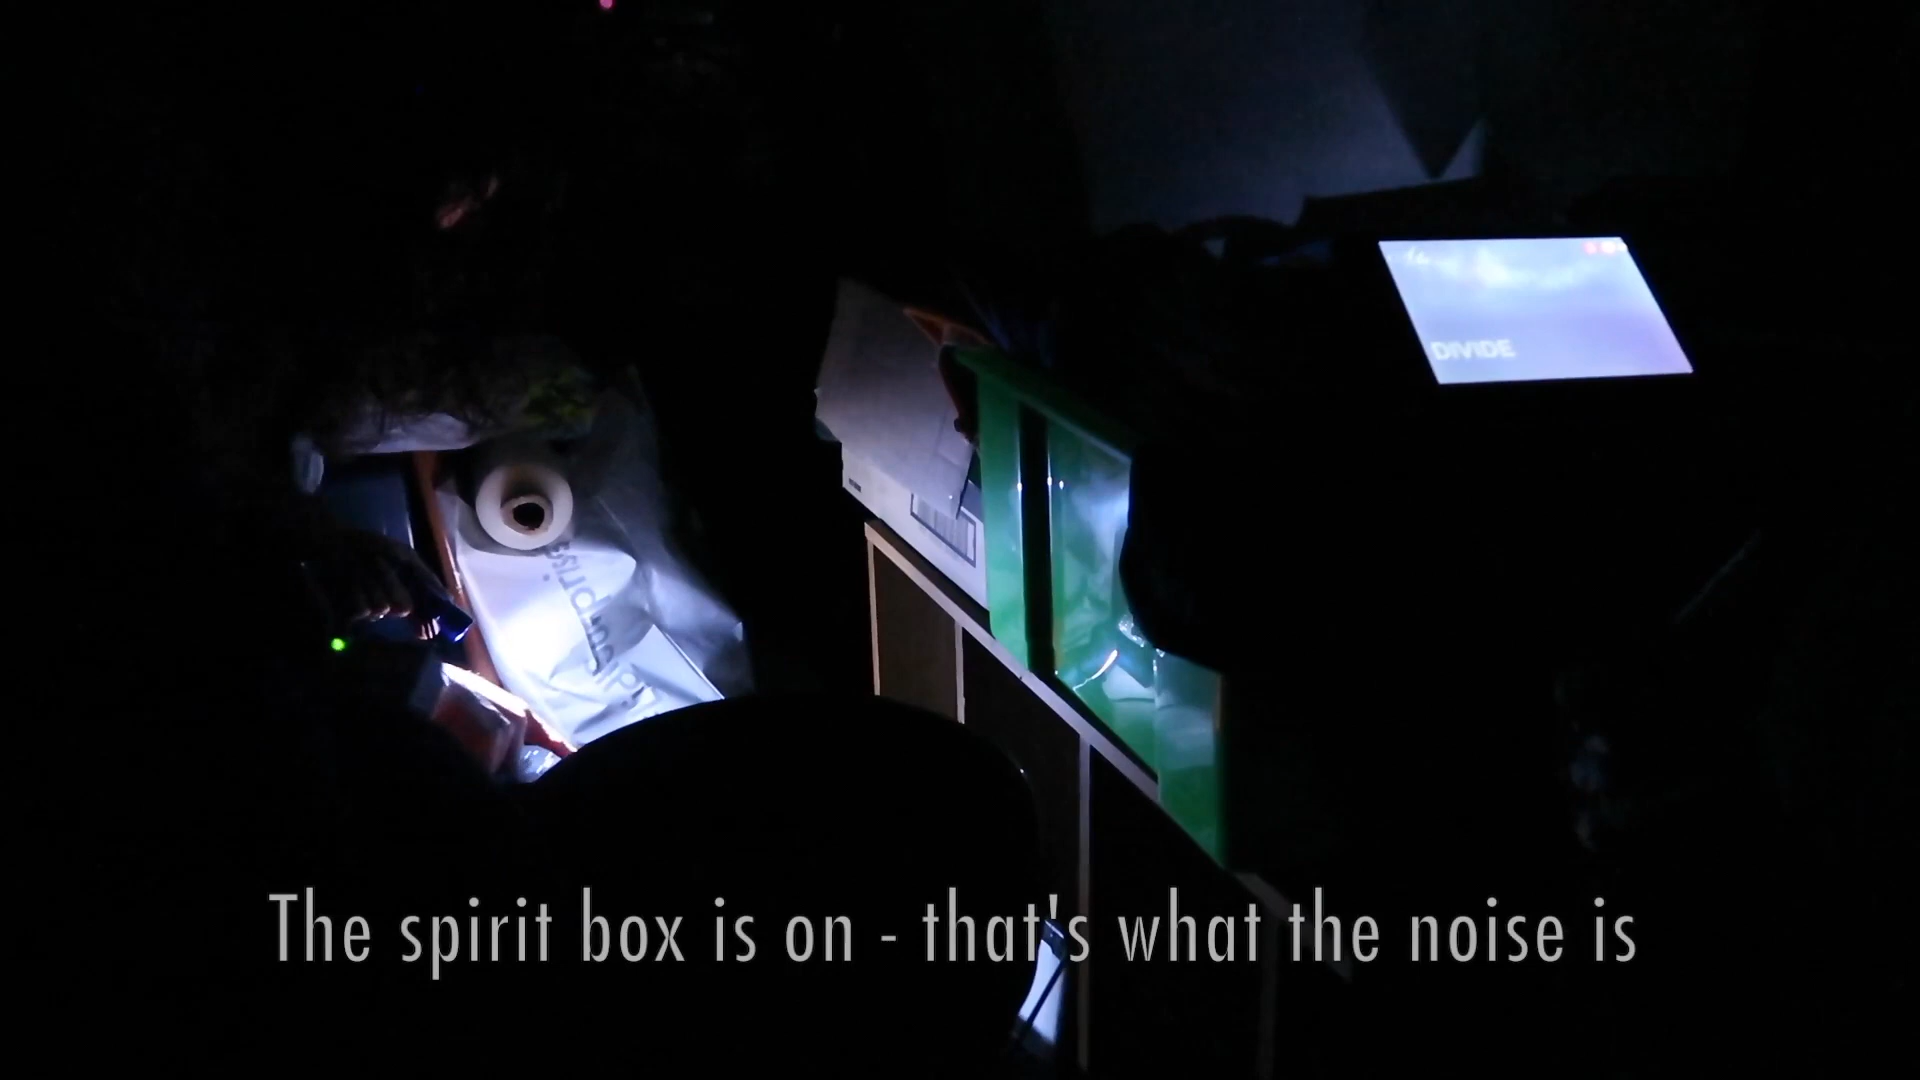 DIVIDE
The spirit box is on - that's what the noise is